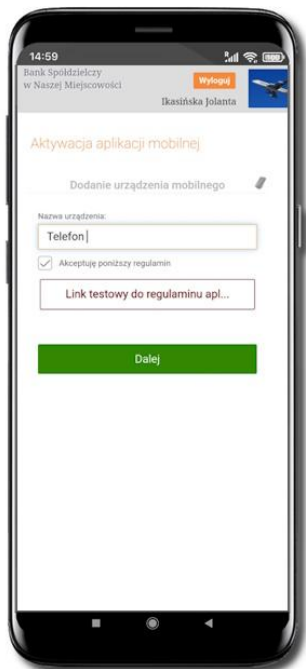 14:59
Bank Spółdzielczy
w Naszej Miejscowości
Wyloguj
Ikasińska Jolanta
Aktywacja aplikacji mobilnej
Dodanie urządzenia mobilnego
Nazwa urządzenia:
Telefon
Akceptuję poniższy regulamin
Link testowy do regulaminu apl...
Dalej